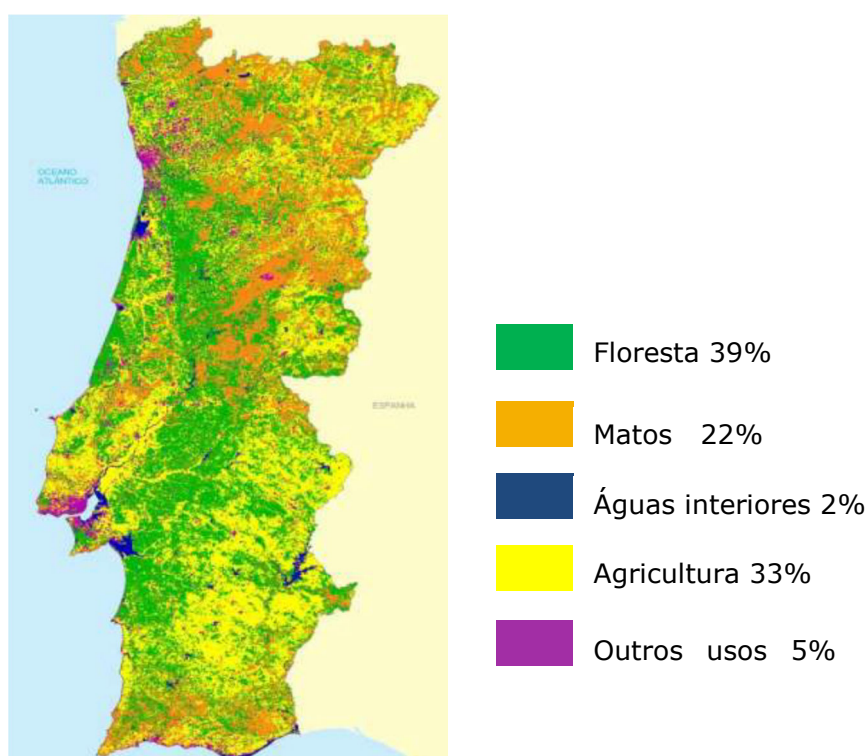 OCEANO
ATLÂNTICO
ESPANHA
Floresta 39%
Matos 22%
Águas interiores 2%
Agricultura 33%
Outros usos 5%